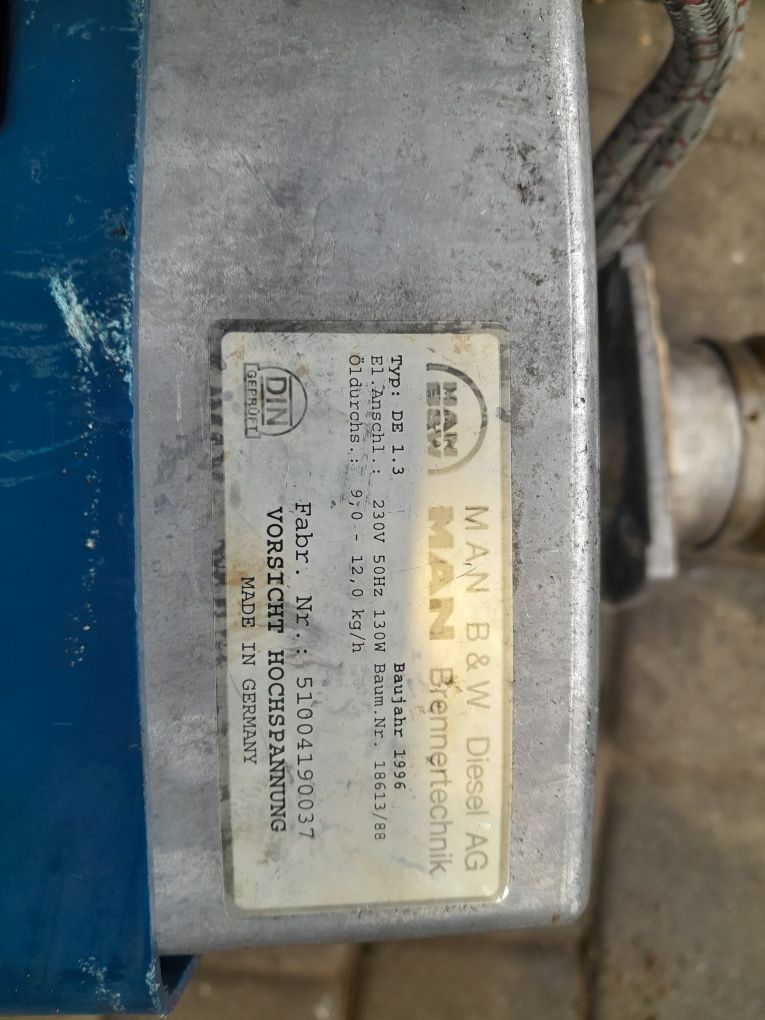 MAN
B&W
MAN B&W Diesel AG
MAN Brennertechnik
Typ: DE 1.3 Baujahr 1996
El.Anschl.: 230V 50Hz 130W Baum.Nr. 18613/88
Öldurchs.: 9,0 - 12,0 kg/h
Fabr. Nr.: 51004190037
VORSICHT HOCHSPANNUNG
MADE IN GERMANY
DIN
GEPRÜFT